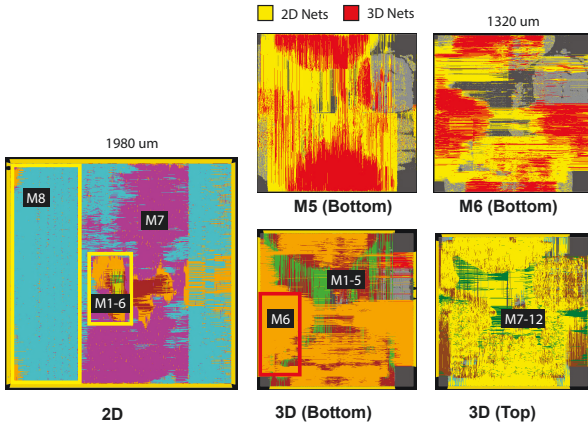 2D Nets 3D Nets
1320 um
1980 um
M5 (Bottom) M6 (Bottom)
M8
M7
M1-6
M1-5
M6
M7-12
2D 3D (Bottom) 3D (Top)